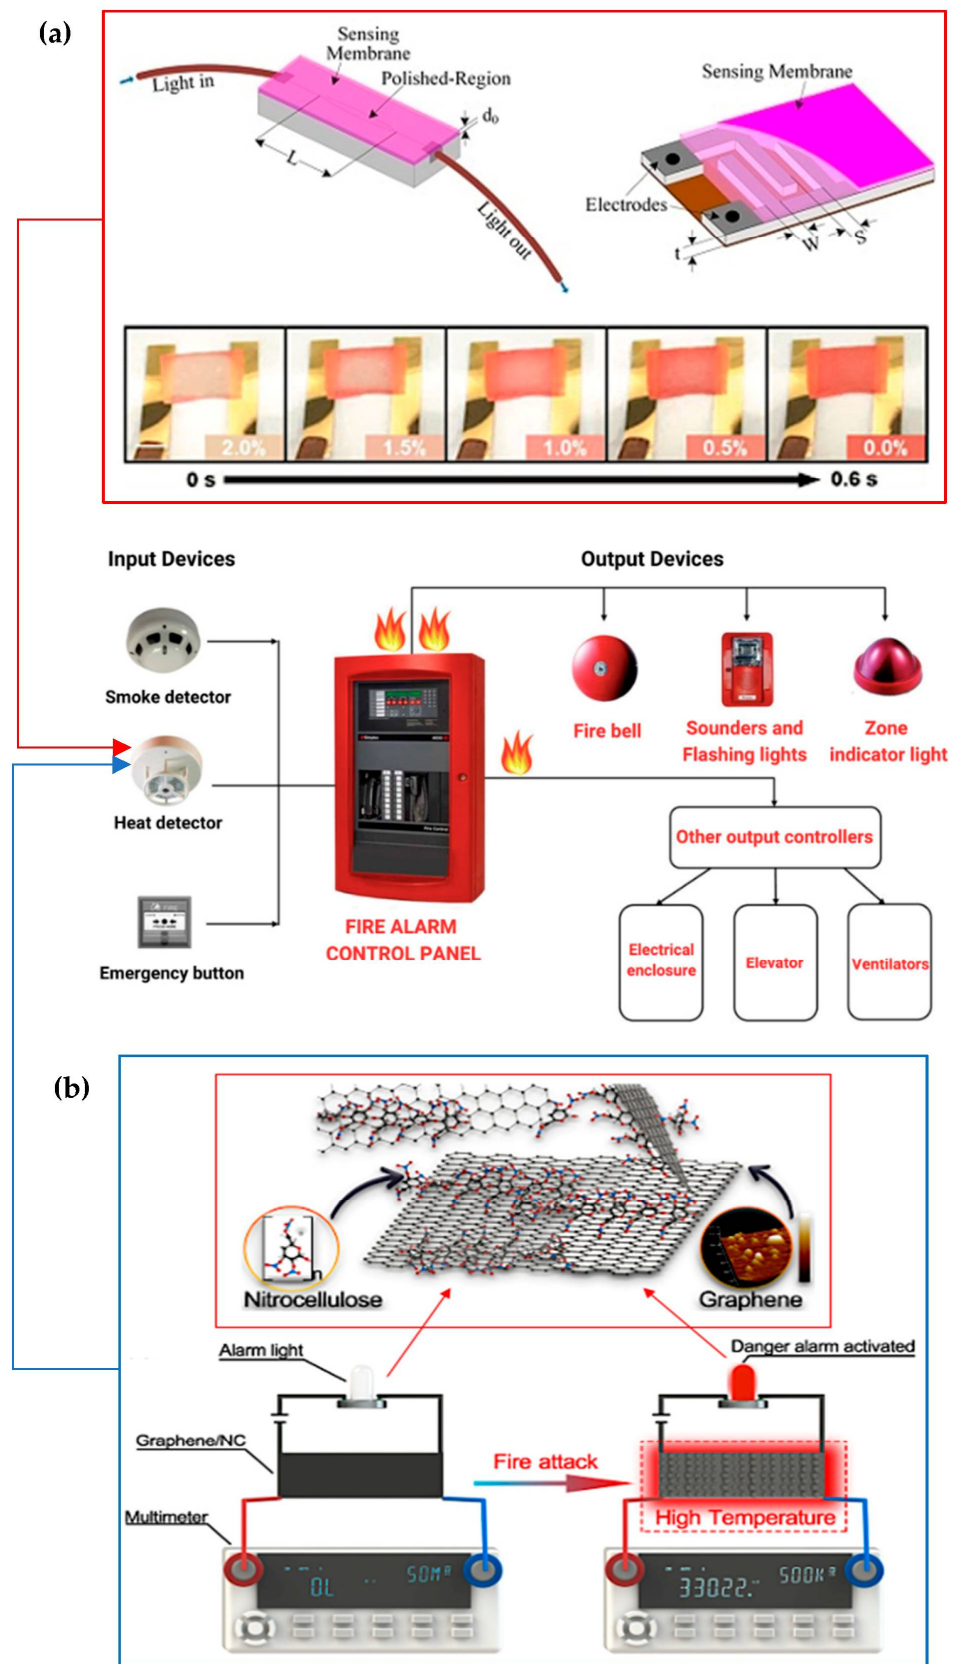 (a)
Sensing
Membrane
Polished-Region
Light in
d₀
L
Light out
Sensing Membrane
Electrodes
W
S
t
2.0%
1.5%
1.0%
0.5%
0.0%
0 s
0.6 s
Input Devices
Output Devices
Smoke detector
Heat detector
Emergency button
FIRE ALARM
CONTROL PANEL
Fire bell
Sounders and
Flashing lights
Zone
indicator light
Other output controllers
Electrical
enclosure
Elevator
Ventilators
(b)
n
Nitrocellulose
Graphene
Alarm light
Danger alarm activated
Graphene/NC
Fire attack
High Temperature
Multimeter
OL
50M
33022.
500K